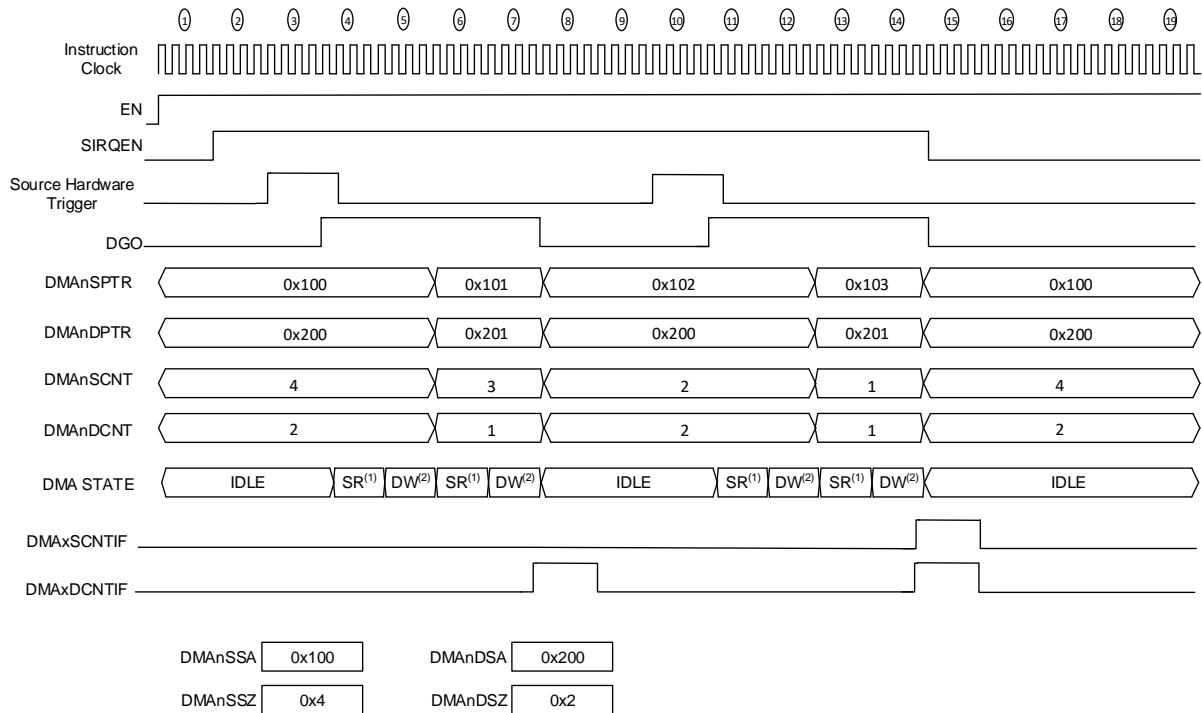 1 2 3 4 5 6 7 8 9 10 11 12 13 14 15 16 17 18 19
Instruction
Clock
EN
SIRQEN
Source Hardware
Trigger
DGO
DMAnSPTR 0x100 0x101 0x102 0x103 0x100
DMAnDPTR 0x200 0x201 0x200 0x201 0x200
DMAnSCNT 4 3 2 1 4
DMAnDCNT 2 1 2 1 2
DMA STATE IDLE SR(1) DW(2) SR(1) DW(2) IDLE SR(1) DW(2) SR(1) DW(2) IDLE
DMAxSCNTIF
DMAxDCNTIF
DMAnSSA 0x100 DMAnDSA 0x200
DMAnSSZ 0x4 DMAnDSZ 0x2